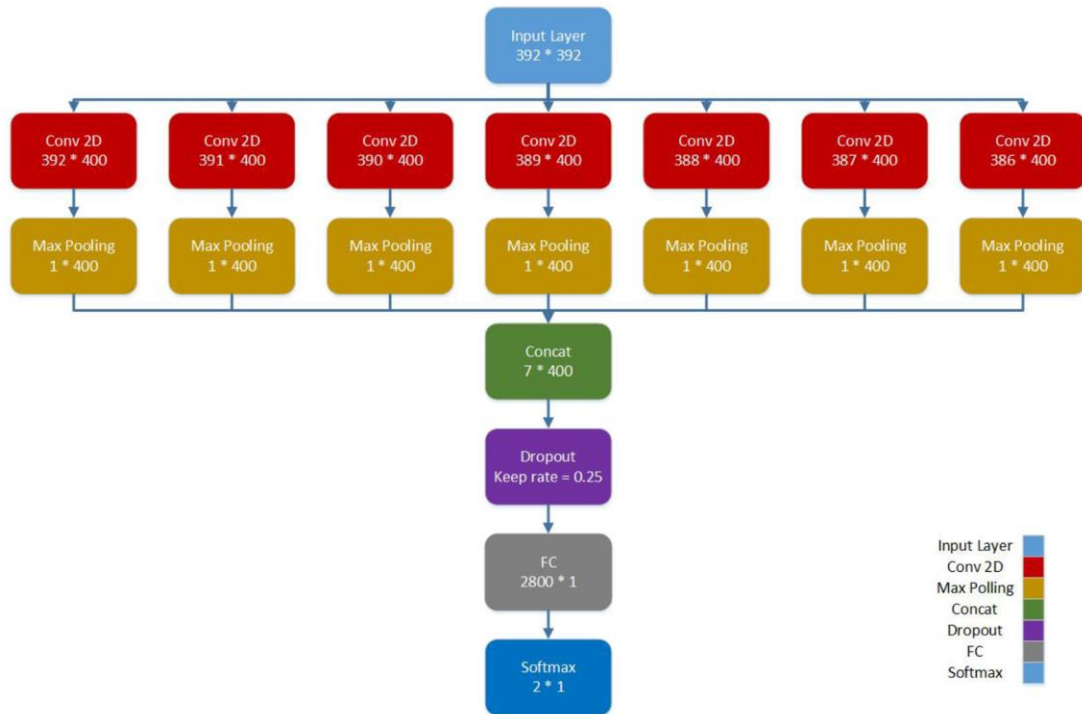 Input Layer
392 * 392
Conv 2D
392 * 400
Conv 2D
391 * 400
Conv 2D
390 * 400
Conv 2D
389 * 400
Conv 2D
388 * 400
Conv 2D
387 * 400
Conv 2D
386 * 400
Max Pooling
1 * 400
Max Pooling
1 * 400
Max Pooling
1 * 400
Max Pooling
1 * 400
Max Pooling
1 * 400
Max Pooling
1 * 400
Max Pooling
1 * 400
Concat
7 * 400
Dropout
Keep rate = 0.25
FC
2800 * 1
Softmax
2 * 1
Input Layer
Conv 2D
Max Polling
Concat
Dropout
FC
Softmax